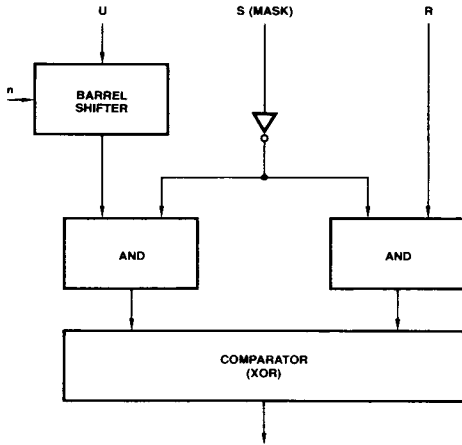 U
S (MASK)
R
n
BARREL
SHIFTER
AND
AND
COMPARATOR
(XOR)